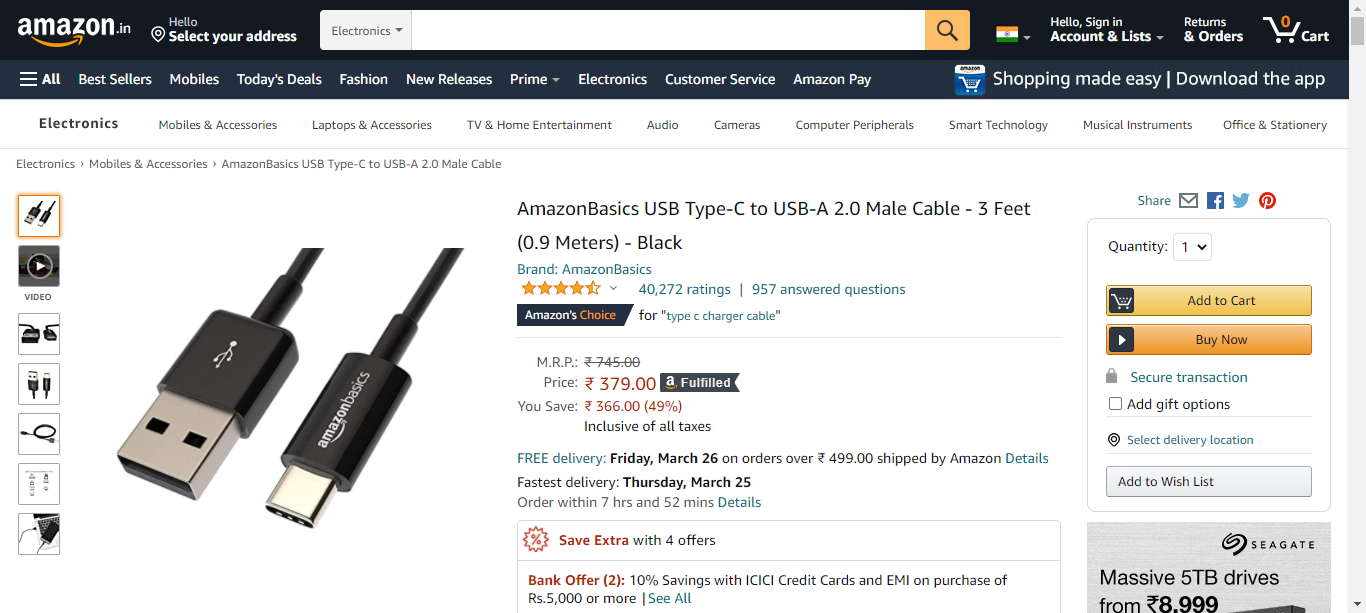 amazon.in
Hello
Select your address
Electronics
Hello, Sign in
Account & Lists
Returns
& Orders
0
Cart
All
Best Sellers
Mobiles
Today's Deals
Fashion
New Releases
Prime
Electronics
Customer Service
Amazon Pay
amazon
Shopping made easy | Download the app
Electronics
Mobiles & Accessories
Laptops & Accessories
TV & Home Entertainment
Audio
Cameras
Computer Peripherals
Smart Technology
Musical Instruments
Office & Stationery
Electronics › Mobiles & Accessories › AmazonBasics USB Type-C to USB-A 2.0 Male Cable
VIDEO
amazonbasics
AmazonBasics USB Type-C to USB-A 2.0 Male Cable - 3 Feet
(0.9 Meters) - Black
Brand: AmazonBasics
40,272 ratings | 957 answered questions
Amazon's Choice for "type c charger cable"
M.R.P.: ₹ 745.00
Price: ₹ 379.00 a Fulfilled
You Save: ₹ 366.00 (49%)
Inclusive of all taxes
FREE delivery: Friday, March 26 on orders over ₹ 499.00 shipped by Amazon Details
Fastest delivery: Thursday, March 25
Order within 7 hrs and 52 mins Details
Save Extra with 4 offers
Bank Offer (2): 10% Savings with ICICI Credit Cards and EMI on purchase of
Rs.5,000 or more | See All
Share
Quantity: 1
Add to Cart
Buy Now
Secure transaction
Add gift options
Select delivery location
Add to Wish List
SEAGATE
Massive 5TB drives
from ₹8,999